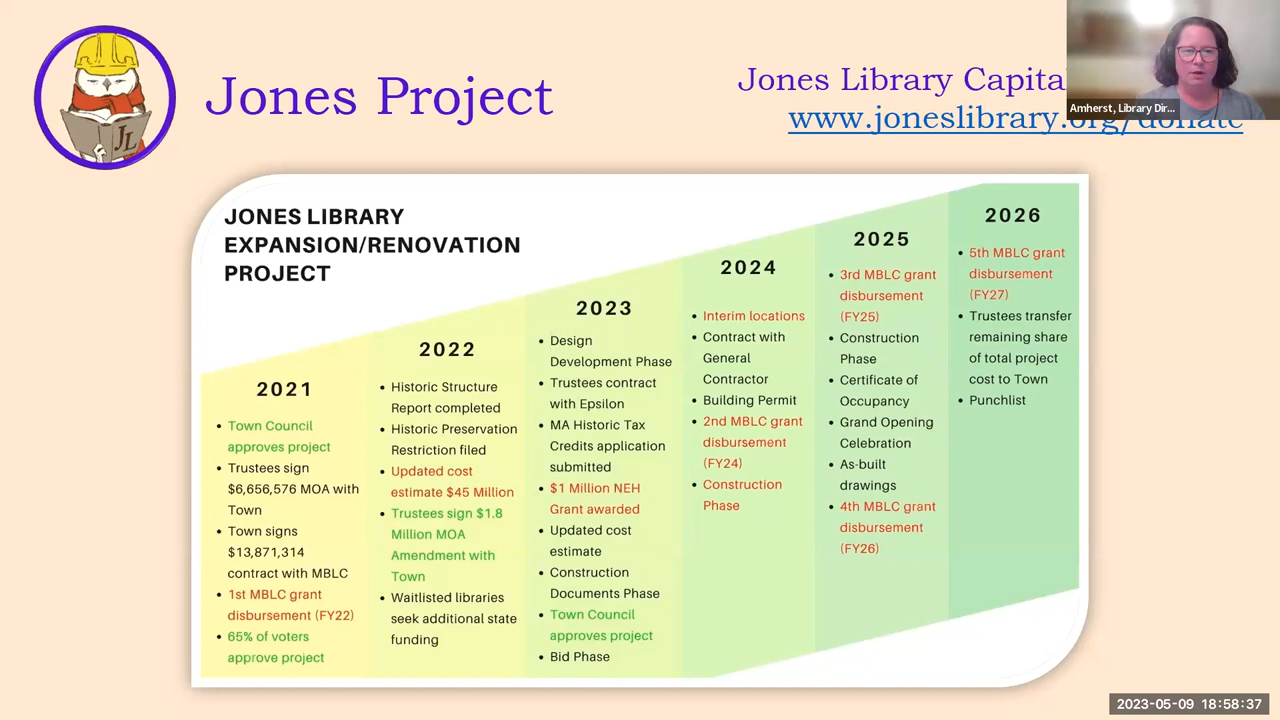 JL
Jones Project
Jones Library Capital
www.joneslibrary.org/donate
Amherst, Library Dir...
JONES LIBRARY
EXPANSION/RENOVATION
PROJECT
2021
• Town Council
approves project
• Trustees sign
$6,656,576 MOA with
Town
• Town signs
$13,871,314
contract with MBLC
• 1st MBLC grant
disbursement (FY22)
• 65% of voters
approve project
2022
• Historic Structure
Report completed
• Historic Preservation
Restriction filed
• Updated cost
estimate $45 Million
• Trustees sign $1.8
Million MOA
Amendment with
Town
• Waitlisted libraries
seek additional state
funding
2023
• Design
Development Phase
• Trustees contract
with Epsilon
• MA Historic Tax
Credits application
submitted
• $1 Million NEH
Grant awarded
• Updated cost
estimate
• Construction
Documents Phase
• Town Council
approves project
• Bid Phase
2024
• Interim locations
• Contract with
General
Contractor
• Building Permit
• 2nd MBLC grant
disbursement
(FY24)
• Construction
Phase
2025
• 3rd MBLC grant
disbursement
(FY25)
• Construction
Phase
• Certificate of
Occupancy
• Grand Opening
Celebration
• As-built
drawings
• 4th MBLC grant
disbursement
(FY26)
2026
• 5th MBLC grant
disbursement
(FY27)
• Trustees transfer
remaining share
of total project
cost to Town
• Punchlist
2023-05-09 18:58:37